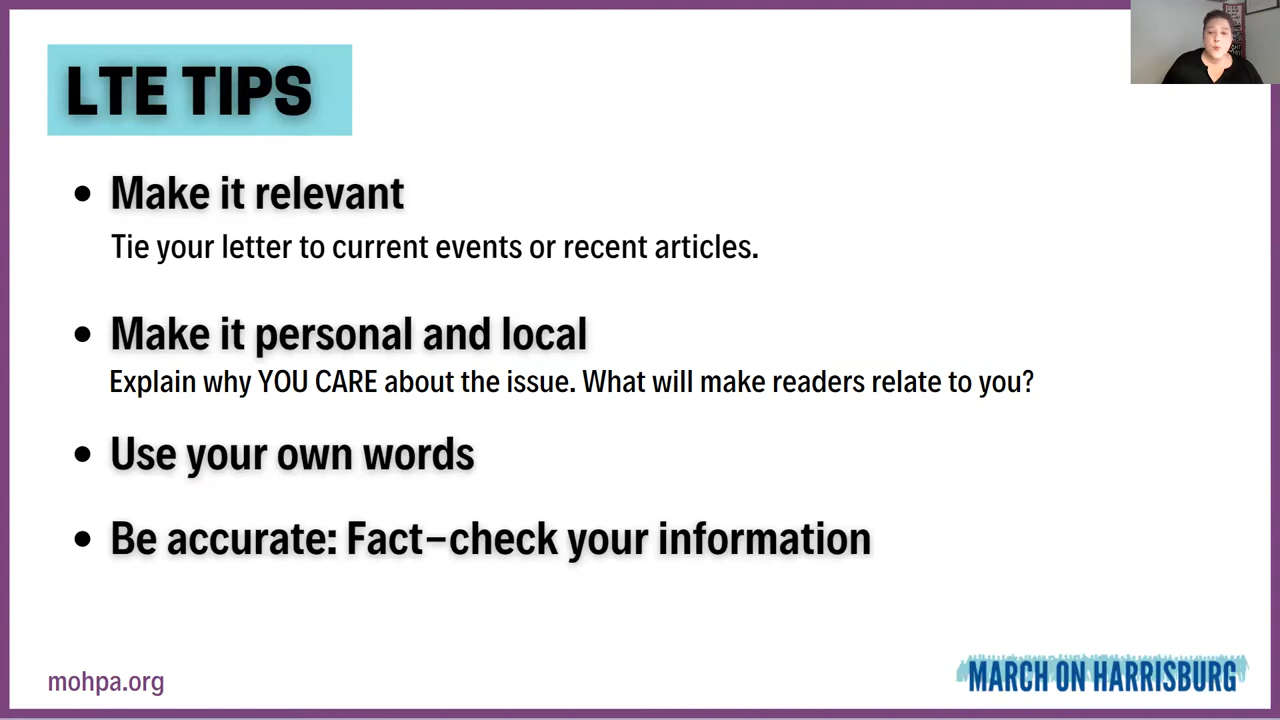 LTE TIPS
• Make it relevant
Tie your letter to current events or recent articles.
• Make it personal and local
Explain why YOU CARE about the issue. What will make readers relate to you?
• Use your own words
• Be accurate: Fact–check your information
mohpa.org
MARCH ON HARRISBURG